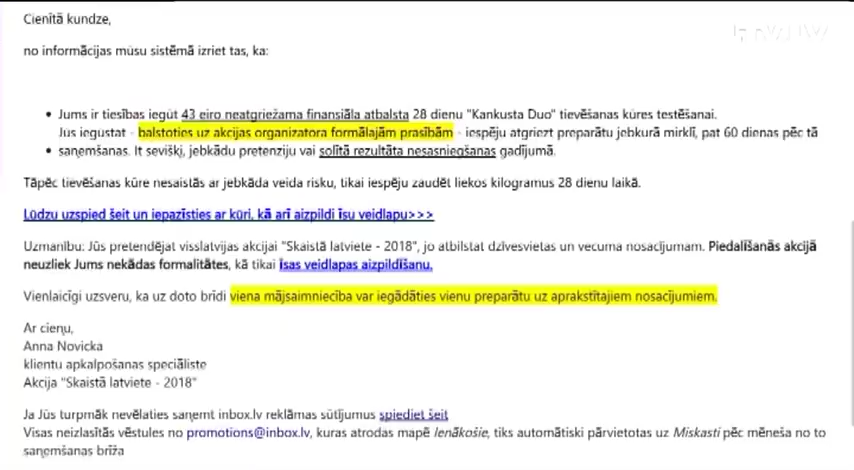 Cienītā kundze,
no informācijas mūsu sistēmā izriet tas, ka:
• Jums ir tiesības iegūt 43 eiro neatgriežama finansiāla atbalsta 28 dienu "Kankusta Duo" tievēšanas kūres testēšanai.
Jūs iegūstat - balstoties uz akcijas organizatora formālajām prasībām - iespēju atgriezt preparātu jebkurā mirklī, pat 60 dienas pēc tā
• saņemšanas. It sevišķi, jebkādu pretenziju vai solītā rezultāta nesasniegšanas gadījumā.
Tāpēc tievēšanas kūre nesaistās ar jebkāda veida risku, tikai iespēju zaudēt liekos kilogramus 28 dienu laikā.
Lūdzu uzspied šeit un iepazīsties ar kūri, kā arī aizpildi īsu veidlapu>>>
Uzmanību: Jūs pretendējat visslatvijas akcijai "Skaistā latviete - 2018", jo atbilstat dzīvesvietas un vecuma nosacījumam. Piedalīšanās akcijā
neuzliek Jums nekādas formalitātes, kā tikai īsas veidlapas aizpildīšanu.
Vienlaicīgi uzsveru, ka uz doto brīdi viena mājsaimniecība var iegādāties vienu preparātu uz aprakstītajiem nosacījumiem.
Ar cieņu,
Anna Novicka
klientu apkalpošanas speciāliste
Akcija "Skaistā latviete - 2018"
Ja Jūs turpmāk nevēlaties saņemt inbox.lv reklāmas sūtījumus spiediet šeit
Visas neizlasītās vēstules no promotions@inbox.lv, kuras atrodas mapē Ienākošie, tiks automātiski pārvietotas uz Miskasti pēc mēneša no to
saņemšanas brīža